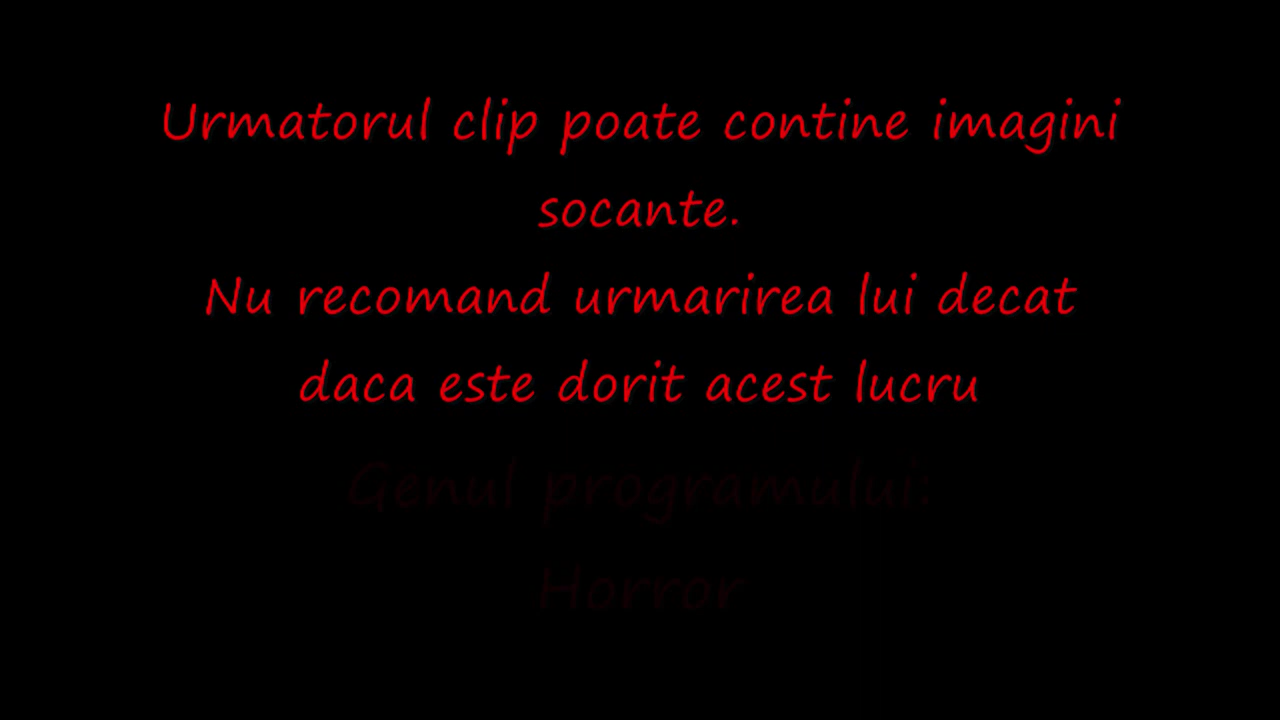 Urmatorul clip poate contine imagini
socante.
Nu recomand urmarirea lui decat
daca este dorit acest lucru
Genul programului:
Horror